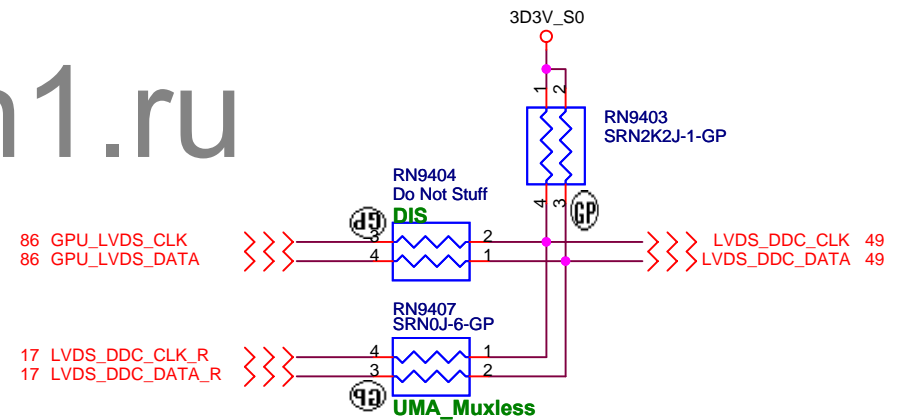 3D3V_S0
n1.ru
1 2
RN9403
SRN2K2J-1-GP
4 3
GP
RN9404
Do Not Stuff
DIS
GP
86 GPU_LVDS_CLK 3 2 LVDS_DDC_CLK 49
86 GPU_LVDS_DATA 4 1 LVDS_DDC_DATA 49
RN9407
SRN0J-6-GP
17 LVDS_DDC_CLK_R 4 1
17 LVDS_DDC_DATA_R 3 2
GP
UMA_Muxless